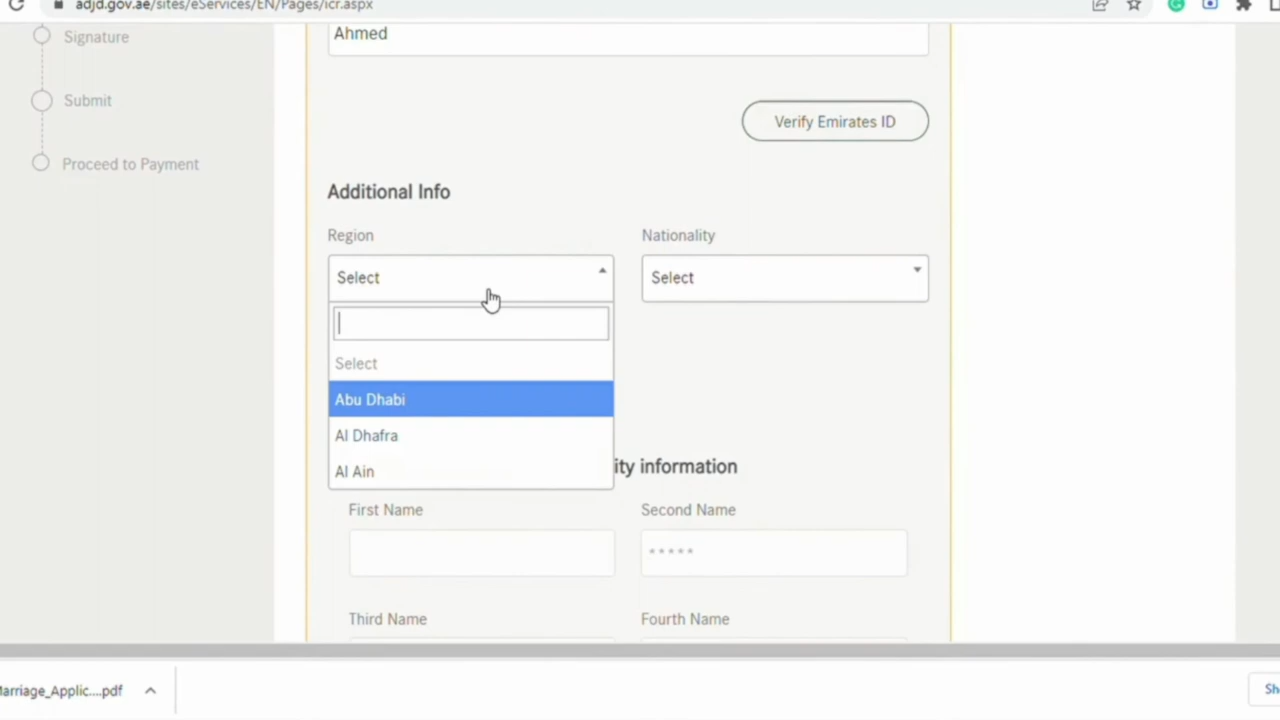 adjd.gov.ae/sites/eServices/EN/Pages/icr.aspx
Signature
Submit
Proceed to Payment
Ahmed
Verify Emirates ID
Additional Info
Region
Nationality
Select
Select
Select
Abu Dhabi
Al Dhafra
Al Ain
ity information
First Name
Second Name
*****
Third Name
Fourth Name
Marriage_Applic....pdf
Sh